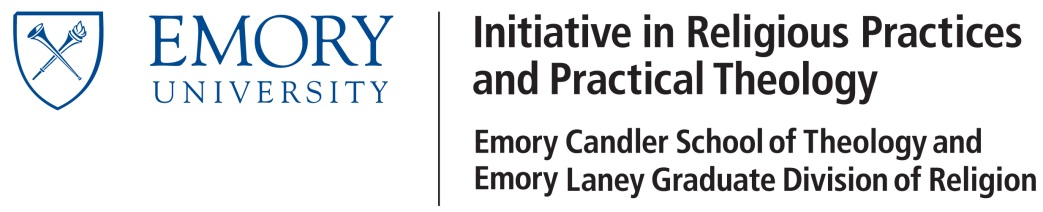 EMORY
UNIVERSITY
Initiative in Religious Practices
and Practical Theology
Emory Candler School of Theology and
Emory Laney Graduate Division of Religion